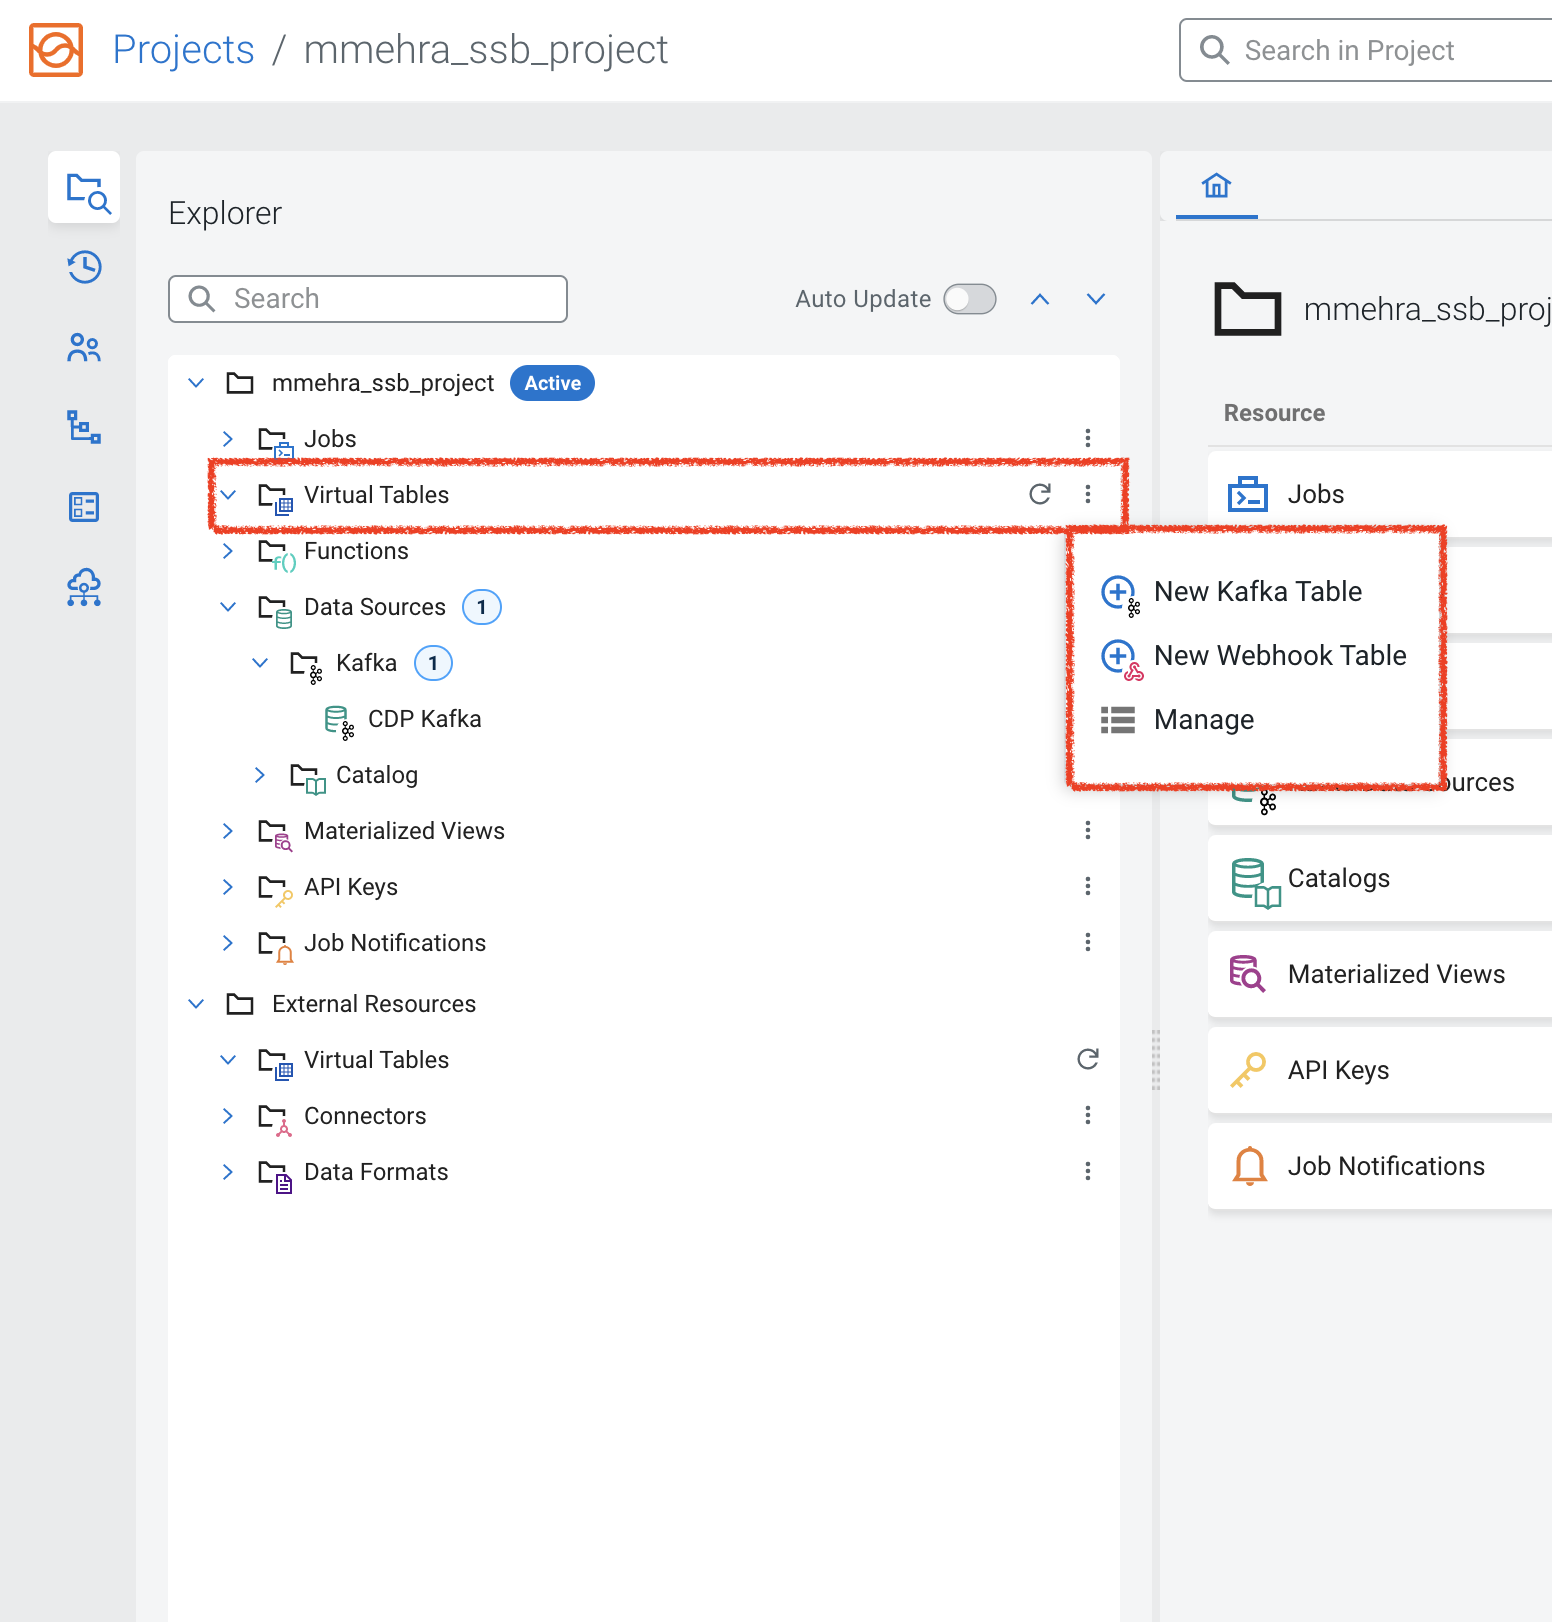 Projects / mmehra_ssb_project
Search in Project
Explorer
Search
Auto Update
mmehra_ssb_project Active
Jobs
Virtual Tables
Functions
Data Sources 1
Kafka 1
CDP Kafka
Catalog
Materialized Views
API Keys
Job Notifications
External Resources
Virtual Tables
Connectors
Data Formats
New Kafka Table
New Webhook Table
Manage
mmehra_ssb_proj
Resource
Jobs
ources
Catalogs
Materialized Views
API Keys
Job Notifications